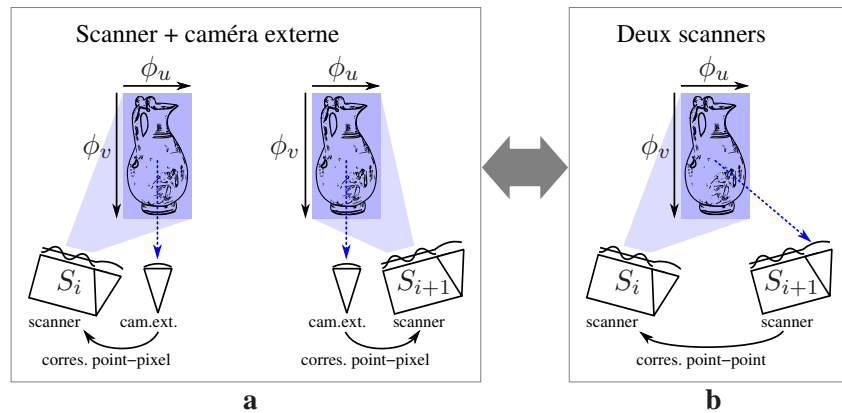 Scanner + caméra externe
Deux scanners
ϕu
ϕu
ϕu
ϕv
ϕv
ϕv
Si
Si+1
Si
Si+1
scanner
cam.ext.
cam.ext.
scanner
scanner
scanner
corres. point−pixel
corres. point−pixel
corres. point−point
a
b